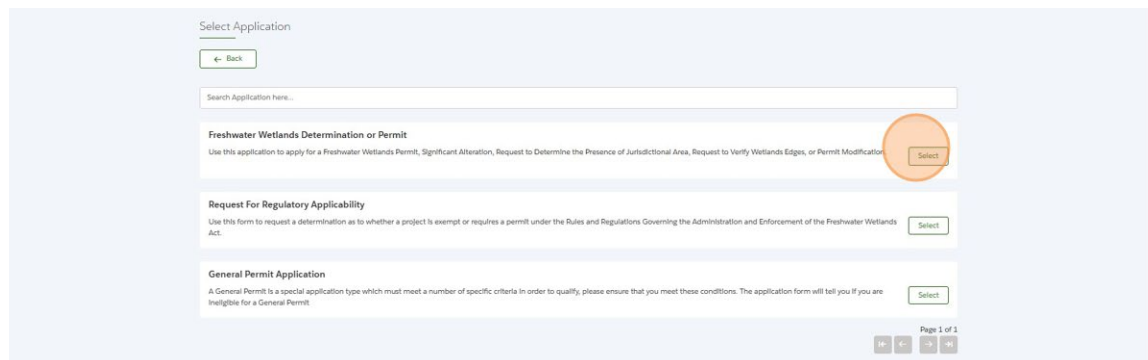 Select Application
← Back
Search Application here...
Freshwater Wetlands Determination or Permit
Use this application to apply for a Freshwater Wetlands Permit, Significant Alteration, Request to Determine the Presence of Jurisdictional Area, Request to Verify Wetlands Edges, or Permit Modification
Select
Request For Regulatory Applicability
Use this form to request a determination as to whether a project is exempt or requires a permit under the Rules and Regulations Governing the Administration and Enforcement of the Freshwater Wetlands
Act.
Select
General Permit Application
A General Permit is a special application type which must meet a number of specific criteria in order to qualify, please ensure that you meet these conditions. The application form will tell you if you are
ineligible for a General Permit
Select
Page 1 of 1